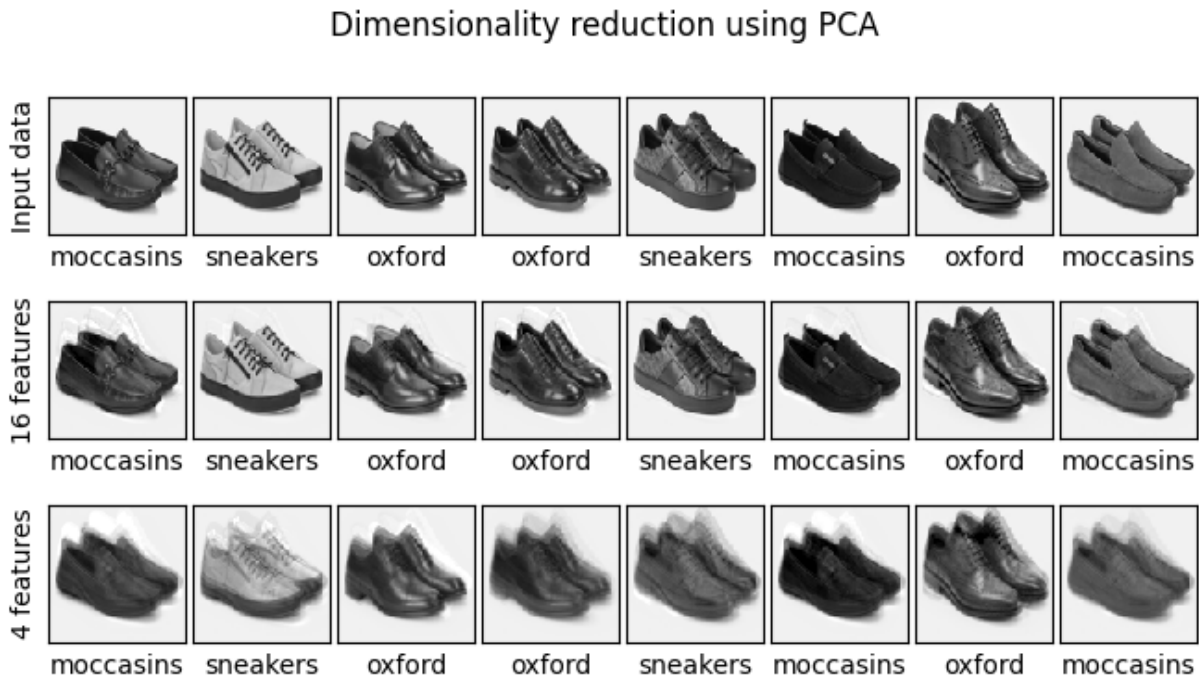 Dimensionality reduction using PCA
Input data
moccasins sneakers oxford oxford sneakers moccasins oxford moccasins
16 features
moccasins sneakers oxford oxford sneakers moccasins oxford moccasins
4 features
moccasins sneakers oxford oxford sneakers moccasins oxford moccasins